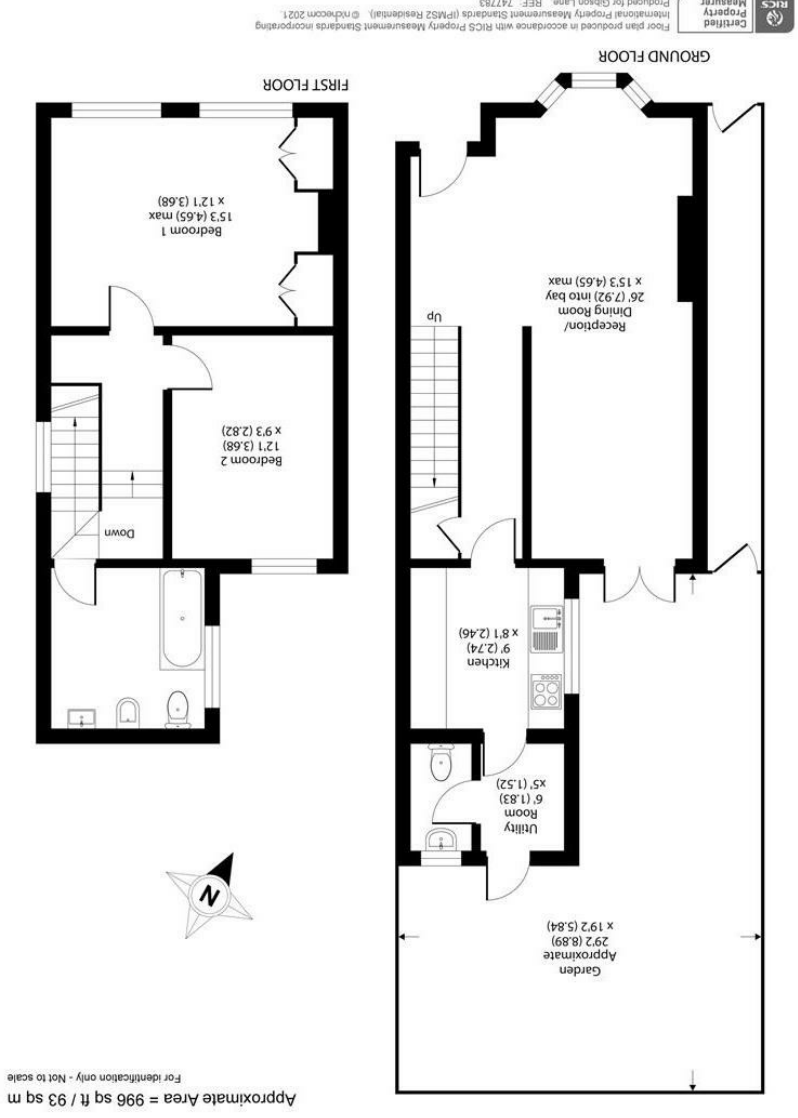 Approximate Area = 996 sq ft / 93 sq m
For identification only - Not to scale
Garden
Approximate
29'2 (8.89)
x 19'2 (5.84)
N
Utility
Room
6' (1.83)
x5' (1.52)
Kitchen
9' (2.74)
x 8'1 (2.46)
Up
Reception/
Dining Room
26' (7.92) into bay
x 15'3 (4.65) max
GROUND FLOOR
Down
Bedroom 2
12'1 (3.68)
x 9'3 (2.82)
Bedroom 1
15'3 (4.65) max
x 12'1 (3.68)
FIRST FLOOR
RICS
Certified
Property
Measurer
Floor plan produced in accordance with RICS Property Measurement Standards incorporating
International Property Measurement Standards (IPMS2 Residential). ©nichecom 2021.
Produced for Gibson Lane. REF: 747783